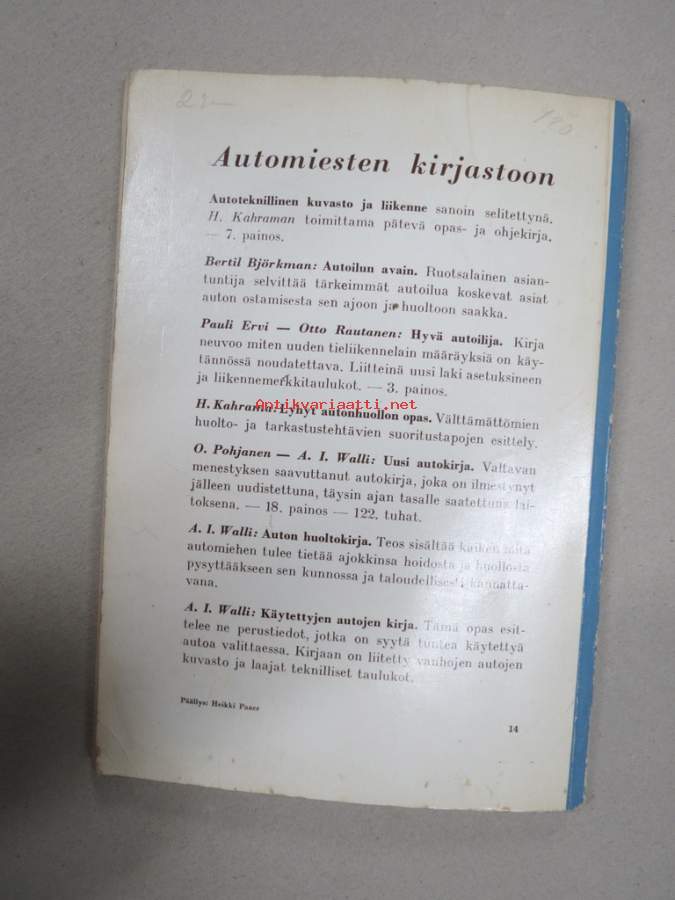 Automiesten kirjastoon
Autoteknillinen kuvasto ja liikenne sanoin selitettynä.
H. Kahraman toimittama pätevä opas- ja ohjekirja.
— 7. painos.
Bertil Björkman: Autoilun avain. Ruotsalainen asian-
tuntija selvittää tärkeimmät autoilua koskevat asiat
auton ostamisesta sen ajoon ja huoltoon saakka.
Pauli Ervi — Otto Rautanen: Hyvä autoilija. Kirja
neuvoo miten uuden tieliikennelain määräyksiä on käy-
tännössä noudatettava. Liitteinä uusi laki asetuksineen
ja liikennemerkkitaulukot. — 3. painos.
Antikvariaatti.net
H. Kahrama: Lyhyt autonhuollon opas. Välttämättömien
huolto- ja tarkastustehtävien suoritustapojen esittely.
O. Pohjanen — A. I. Walli: Uusi autokirja. Valtavan
menestyksen saavuttanut autokirja, joka on ilmestynyt
jälleen uudistettuna, täysin ajan tasalle saatettuna lai-
toksena. — 18. painos — 122. tuhat.
A. I. Walli: Auton huoltokirja. Teos sisältää kaiken mitä
automiehen tulee tietää ajokkinsa hoidosta ja huollosta
pysyttääkseen sen kunnossa ja taloudellisesti kannatta-
vana.
A. I. Walli: Käytettyjen autojen kirja. Tämä opas esit-
telee ne perustiedot, jotka on syytä tuntea käytettyä
autoa valittaessa. Kirjaan on liitetty vanhojen autojen
kuvasto ja laajat teknilliset taulukot.
Päällys: Heikki Paaer
14